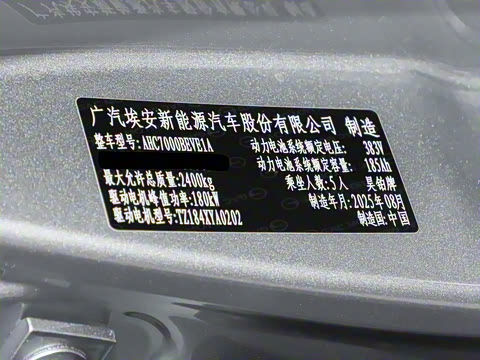 广汽埃安新能源汽车股份有限公司 制造
整车型号: AHC7000BEVB1A 动力电池系统额定电压: 383V
动力电池系统额定容量: 185Ah
最大允许总质量: 2400kg 乘坐人数: 5人 昊铂牌
驱动电机峰值功率: 180kW 制造年月: 2025年08月
驱动电机型号: TZ184XYA0202 制造国: 中国